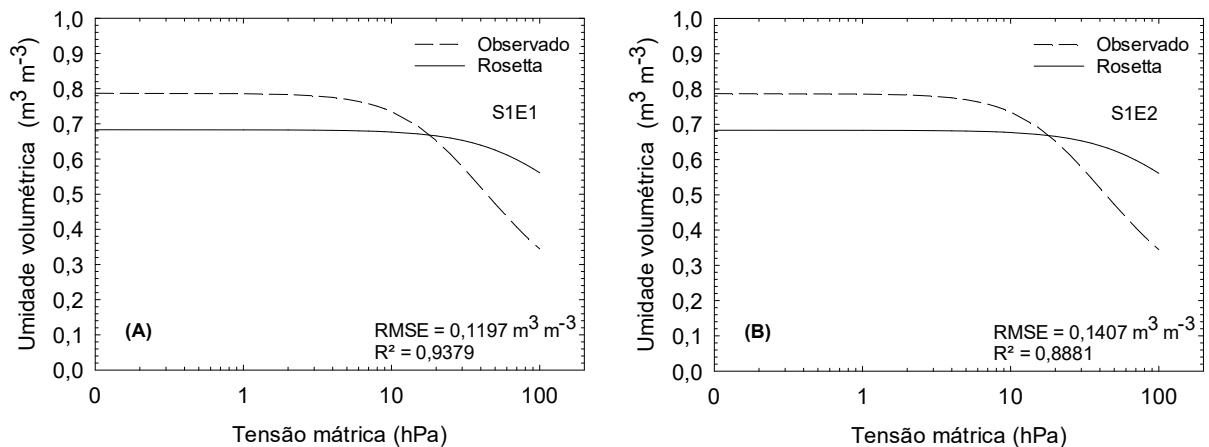 1,0
0,9
0,8
0,7
0,6
0,5
0,4
0,3
0,2
0,1
0,0
Umidade volumétrica (m³ m⁻³)
Observado
Rosetta
S1E1
(A)
RMSE = 0,1197 m³ m⁻³
R² = 0,9379
0 1 10 100
Tensão mátrica (hPa)
1,0
0,9
0,8
0,7
0,6
0,5
0,4
0,3
0,2
0,1
0,0
Umidade volumétrica (m³ m⁻³)
Observado
Rosetta
S1E2
(B)
RMSE = 0,1407 m³ m⁻³
R² = 0,8881
0 1 10 100
Tensão mátrica (hPa)